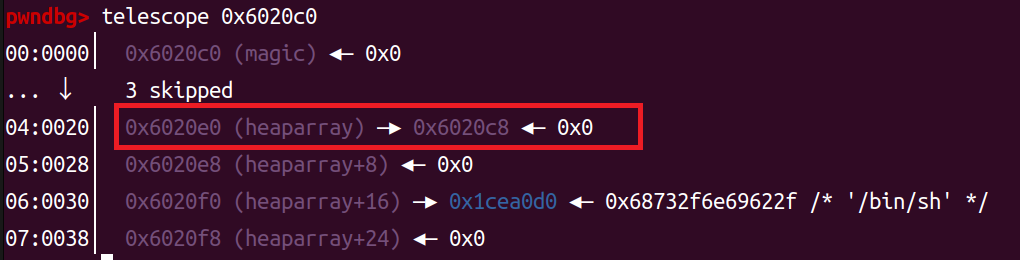 pwndbg> telescope 0x6020c0
00:0000│ 0x6020c0 (magic) ◂— 0x0
... ↓ 3 skipped
04:0020│ 0x6020e0 (heaparray) —▸ 0x6020c8 ◂— 0x0
05:0028│ 0x6020e8 (heaparray+8) ◂— 0x0
06:0030│ 0x6020f0 (heaparray+16) —▸ 0x1cea0d0 ◂— 0x68732f6e69622f /* '/bin/sh' */
07:0038│ 0x6020f8 (heaparray+24) ◂— 0x0